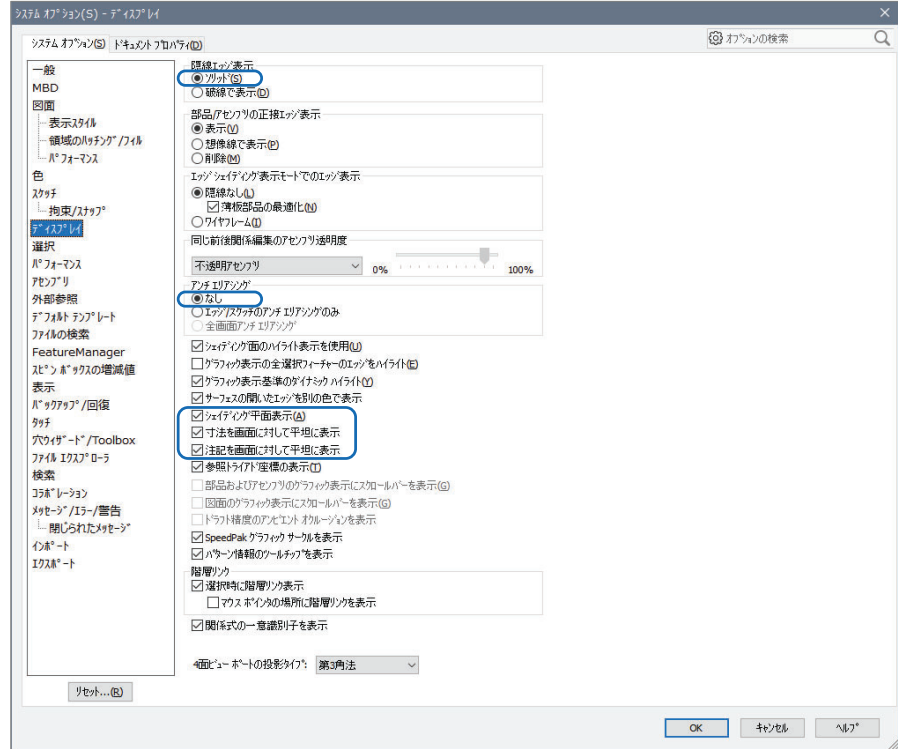 システム オプション(S) - ディスプレイ
システム オプション(S) ドキュメント プロパティ(D)
オプションの検索
一般
MBD
図面
表示スタイル
領域のハッチング/フィル
パフォーマンス
色
スケッチ
拘束/スナップ
ディスプレイ
選択
パフォーマンス
アセンブリ
外部参照
デフォルト テンプレート
ファイルの検索
FeatureManager
スピン ボックスの増減値
表示
バックアップ/回復
タッチ
穴ウィザード/Toolbox
ファイル エクスプローラ
検索
コラボレーション
メッセージ/エラー/警告
閉じられたメッセージ
インポート
エクスポート
リセット...(R)
隠線エッジ表示
ソリッド(S)
破線で表示(D)
部品/アセンブリの正接エッジ表示
表示(V)
想像線で表示(P)
削除(M)
エッジ シェイディング表示モードでのエッジ表示
隠線なし(L)
薄板部品の最適化(N)
ワイヤフレーム(I)
同じ前後関係編集のアセンブリ透明度
不透明アセンブリ 0% 100%
アンチ エリアシング
なし
エッジ/スケッチのアンチ エリアシングのみ
全画面アンチ エリアシング
シェイディング面のハイライト表示を使用(U)
グラフィック表示の全選択フィーチャーのエッジをハイライト(E)
グラフィック表示基準のダイナミック ハイライト(Y)
サーフェスの開いたエッジを別の色で表示
シェイディング平面表示(A)
寸法を画面に対して平坦に表示
注記を画面に対して平坦に表示
参照トライアド座標の表示(T)
部品およびアセンブリのグラフィック表示にスクロールバーを表示(G)
図面のグラフィック表示にスクロールバーを表示(G)
ドラフト精度のアンビエント オクルージョンを表示
SpeedPak グラフィック サークルを表示
パターン情報のツールチップを表示
階層リンク
選択時に階層リンク表示
マウス ポインタの場所に階層リンクを表示
関係式の一意識別子を表示
4面ビュー ポートの投影タイプ: 第3角法
OK キャンセル ヘルプ